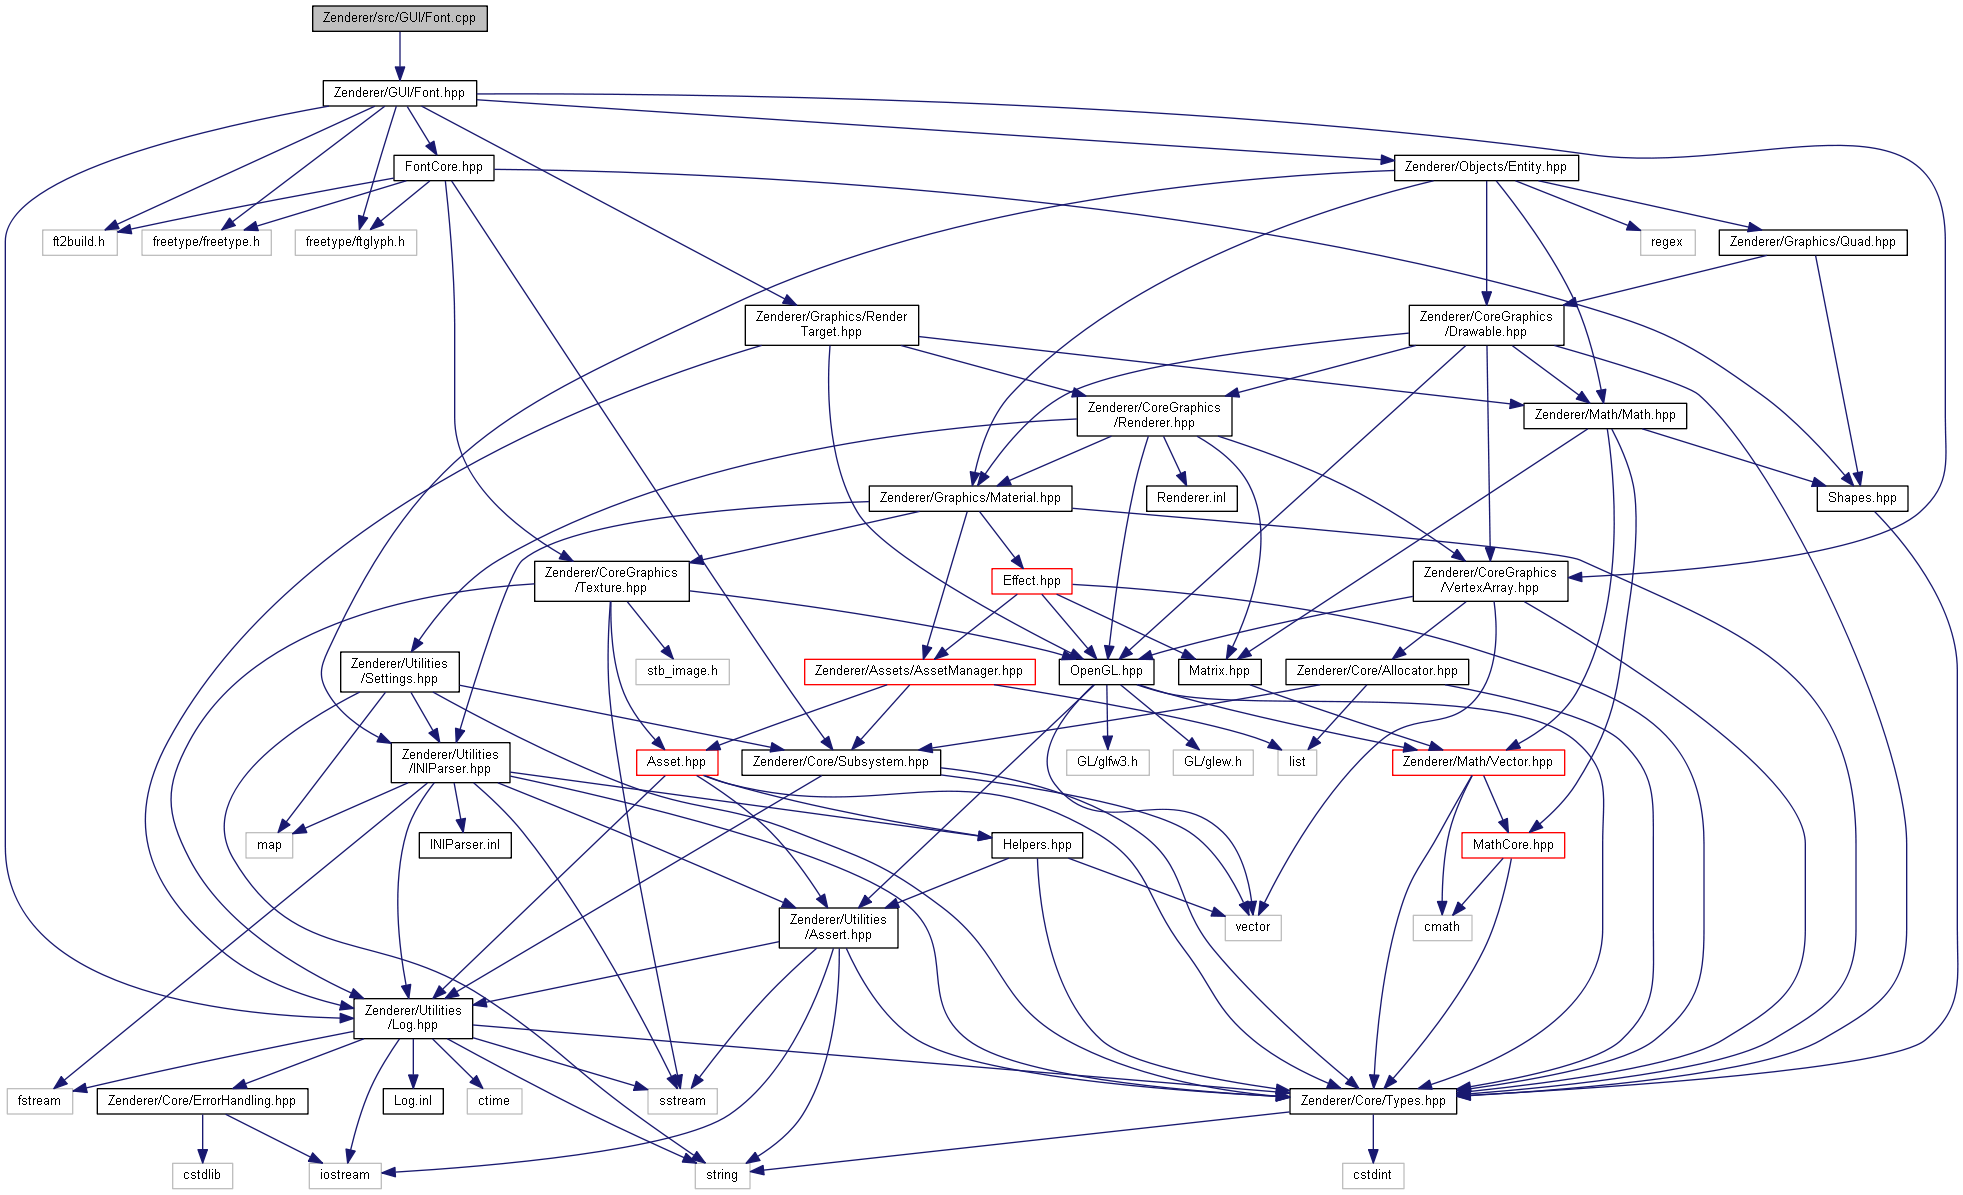 Zenderer/src/GUI/Font.cpp
Zenderer/GUI/Font.hpp
FontCore.hpp
Zenderer/Objects/Entity.hpp
ft2build.h
freetype/freetype.h
freetype/ftglyph.h
regex
Zenderer/Graphics/Quad.hpp
Zenderer/Graphics/Render
Target.hpp
Zenderer/CoreGraphics
/Drawable.hpp
Zenderer/CoreGraphics
/Renderer.hpp
Zenderer/Math/Math.hpp
Zenderer/Graphics/Material.hpp
Renderer.inl
Shapes.hpp
Zenderer/CoreGraphics
/Texture.hpp
Effect.hpp
Zenderer/CoreGraphics
/VertexArray.hpp
Zenderer/Utilities
/Settings.hpp
stb_image.h
Zenderer/Assets/AssetManager.hpp
OpenGL.hpp
Matrix.hpp
Zenderer/Core/Allocator.hpp
Zenderer/Utilities
/INIParser.hpp
Asset.hpp
Zenderer/Core/Subsystem.hpp
GL/glfw3.h
GL/glew.h
list
Zenderer/Math/Vector.hpp
map
INIParser.inl
Helpers.hpp
MathCore.hpp
Zenderer/Utilities
/Assert.hpp
vector
cmath
Zenderer/Utilities
/Log.hpp
fstream
Zenderer/Core/ErrorHandling.hpp
Log.inl
ctime
sstream
Zenderer/Core/Types.hpp
cstdlib
iostream
string
cstdint